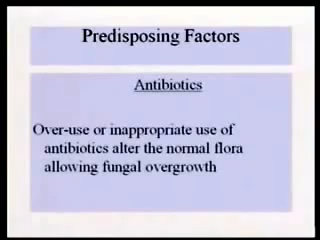 Predisposing Factors
Antibiotics
Over-use or inappropriate use of
antibiotics alter the normal flora
allowing fungal overgrowth